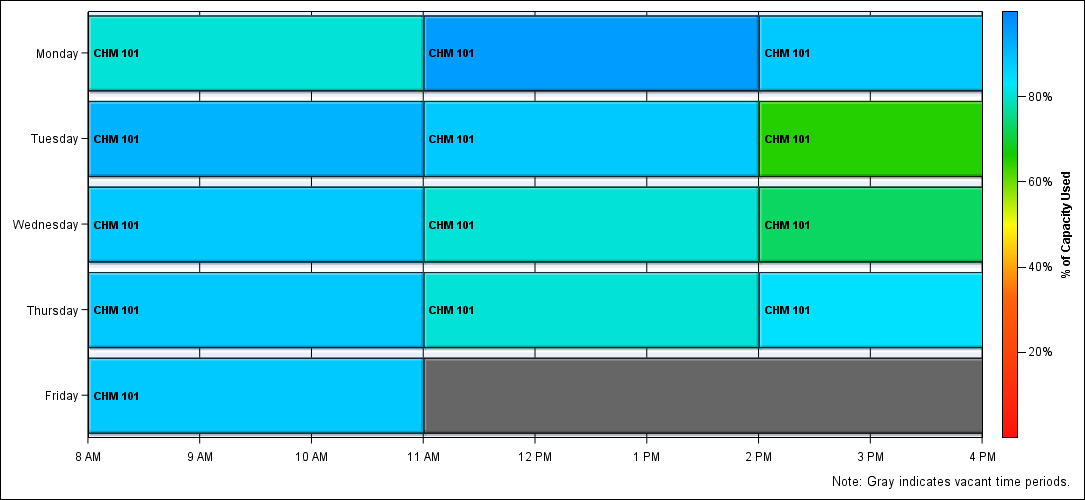 Monday
CHM 101
CHM 101
CHM 101
Tuesday
CHM 101
CHM 101
CHM 101
Wednesday
CHM 101
CHM 101
CHM 101
Thursday
CHM 101
CHM 101
CHM 101
Friday
CHM 101
8 AM
9 AM
10 AM
11 AM
12 PM
1 PM
2 PM
3 PM
4 PM
80%
60%
40%
20%
% of Capacity Used
Note: Gray indicates vacant time periods.